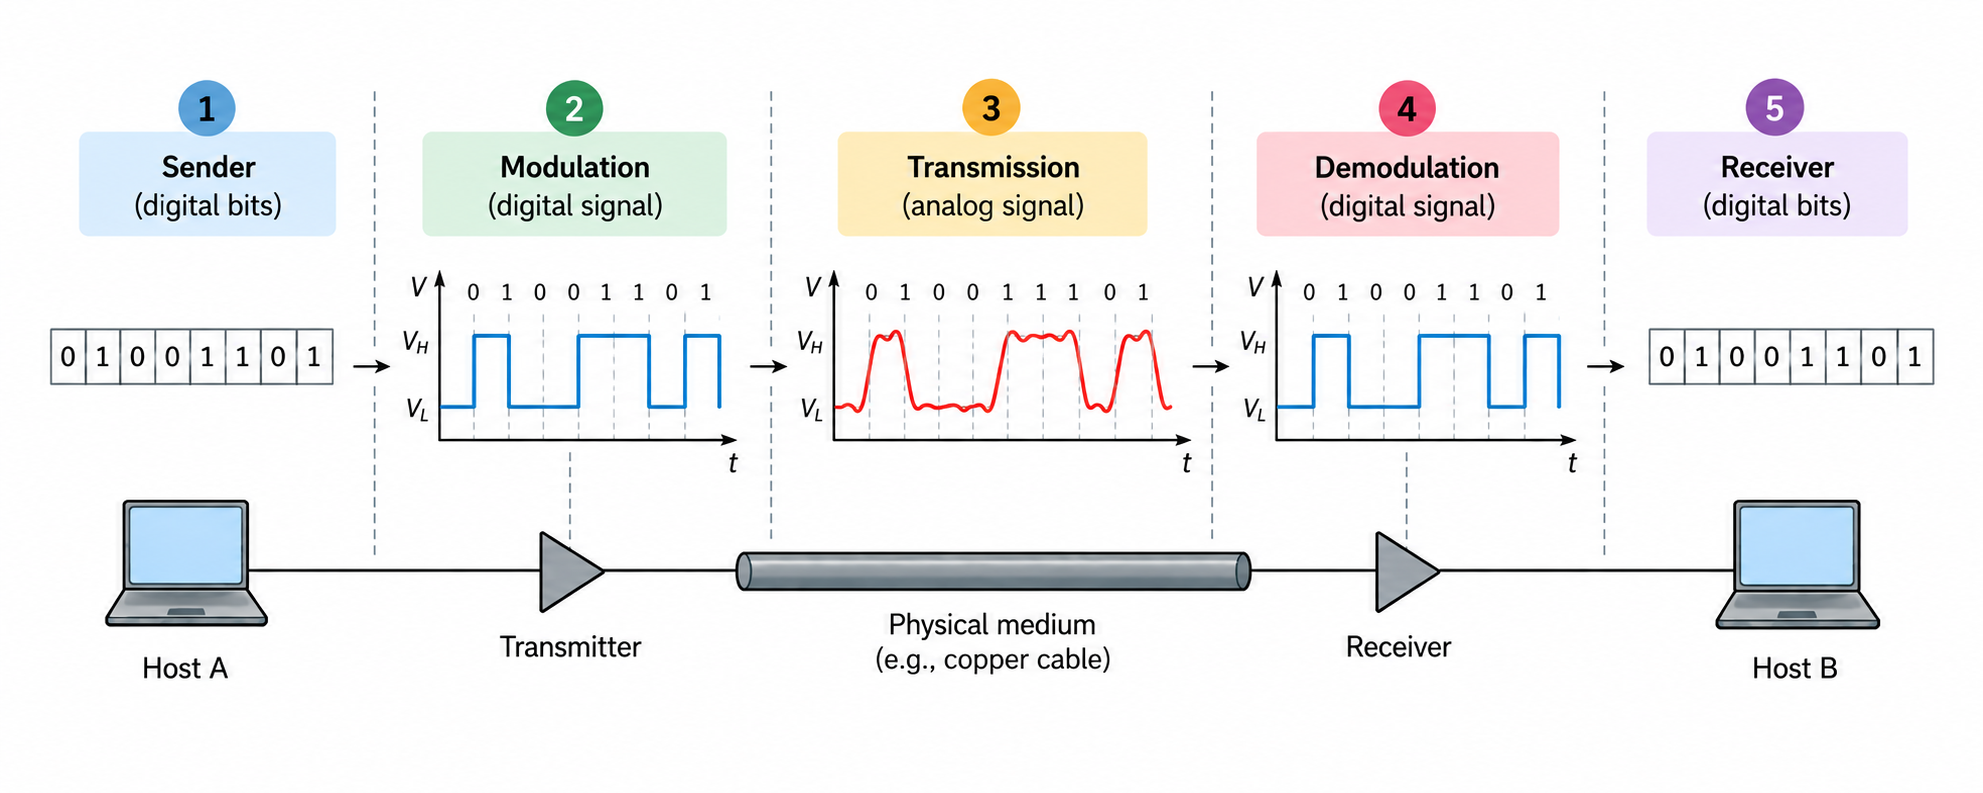 1
Sender
(digital bits)
2
Modulation
(digital signal)
3
Transmission
(analog signal)
4
Demodulation
(digital signal)
5
Receiver
(digital bits)
0 1 0 0 1 1 0 1
V
0 1 0 0 1 1 0 1
V_H
V_L
t
V
0 1 0 0 1 1 1 0 1
V_H
V_L
t
V
0 1 0 0 1 1 0 1
V_H
V_L
t
0 1 0 0 1 1 0 1
Host A
Transmitter
Physical medium
(e.g., copper cable)
Receiver
Host B